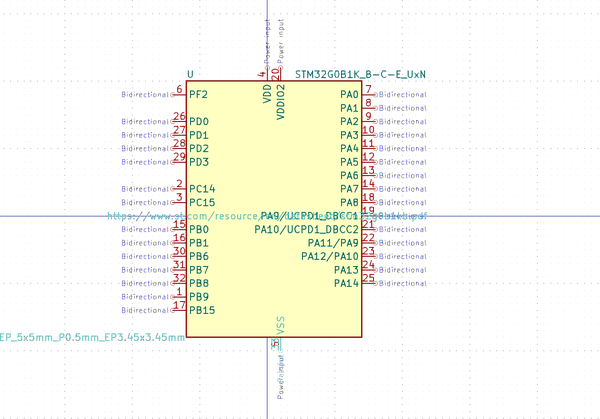 Power input
Power input
4
20
U
STM32G0B1K_B-C-E_UxN
VDD
VDDIO2
Bidirectional 6 PF2
PA0 7 Bidirectional
PA1 8 Bidirectional
Bidirectional 26 PD0
PA2 9 Bidirectional
Bidirectional 27 PD1
PA3 10 Bidirectional
Bidirectional 28 PD2
PA4 11 Bidirectional
Bidirectional 29 PD3
PA5 12 Bidirectional
PA6 13 Bidirectional
Bidirectional 2 PC14
PA7 14 Bidirectional
Bidirectional 3 PC15
PA8 18 Bidirectional
https://www.st.com/resource/
PA9/UCPD1_DBCC1 19
Bidirectional 15 PB0
PA10/UCPD1_DBCC2 21 Bidirectional
Bidirectional 16 PB1
PA11/PA9 22 Bidirectional
Bidirectional 30 PB6
PA12/PA10 23 Bidirectional
Bidirectional 31 PB7
PA13 24 Bidirectional
Bidirectional 32 PB8
PA14 25 Bidirectional
Bidirectional 1 PB9
Bidirectional 17 PB15
VSS
EP_5x5mm_P0.5mm_EP3.45x3.45mm